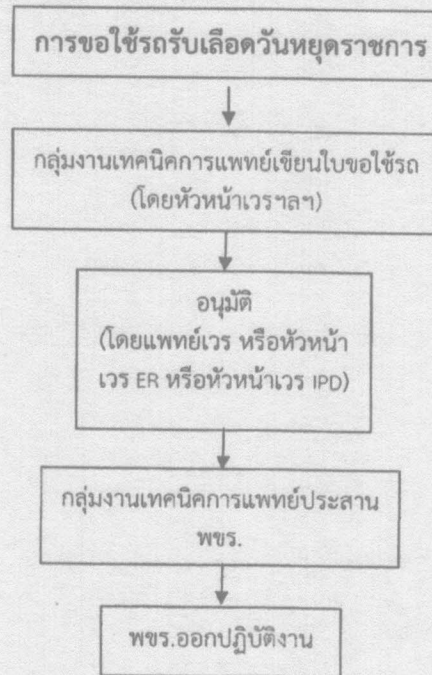 การขอใช้รถรับเลือดวันหยุดราชการ
กลุ่มงานเทคนิคการแพทย์เขียนใบขอใช้รถ
(โดยหัวหน้าเวรฯลฯ)
อนุมัติ
(โดยแพทย์เวร หรือหัวหน้า
เวร ER หรือหัวหน้าเวร IPD)
กลุ่มงานเทคนิคการแพทย์ประสาน
พขร.
พขร.ออกปฏิบัติงาน